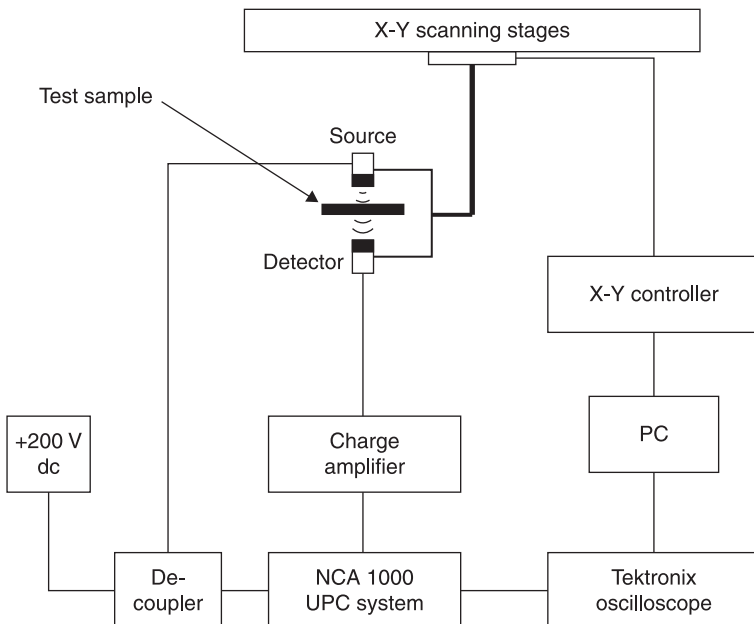 X-Y scanning stages
Test sample
Source
Detector
X-Y controller
+200 V
dc
Charge
amplifier
PC
De-
coupler
NCA 1000
UPC system
Tektronix
oscilloscope